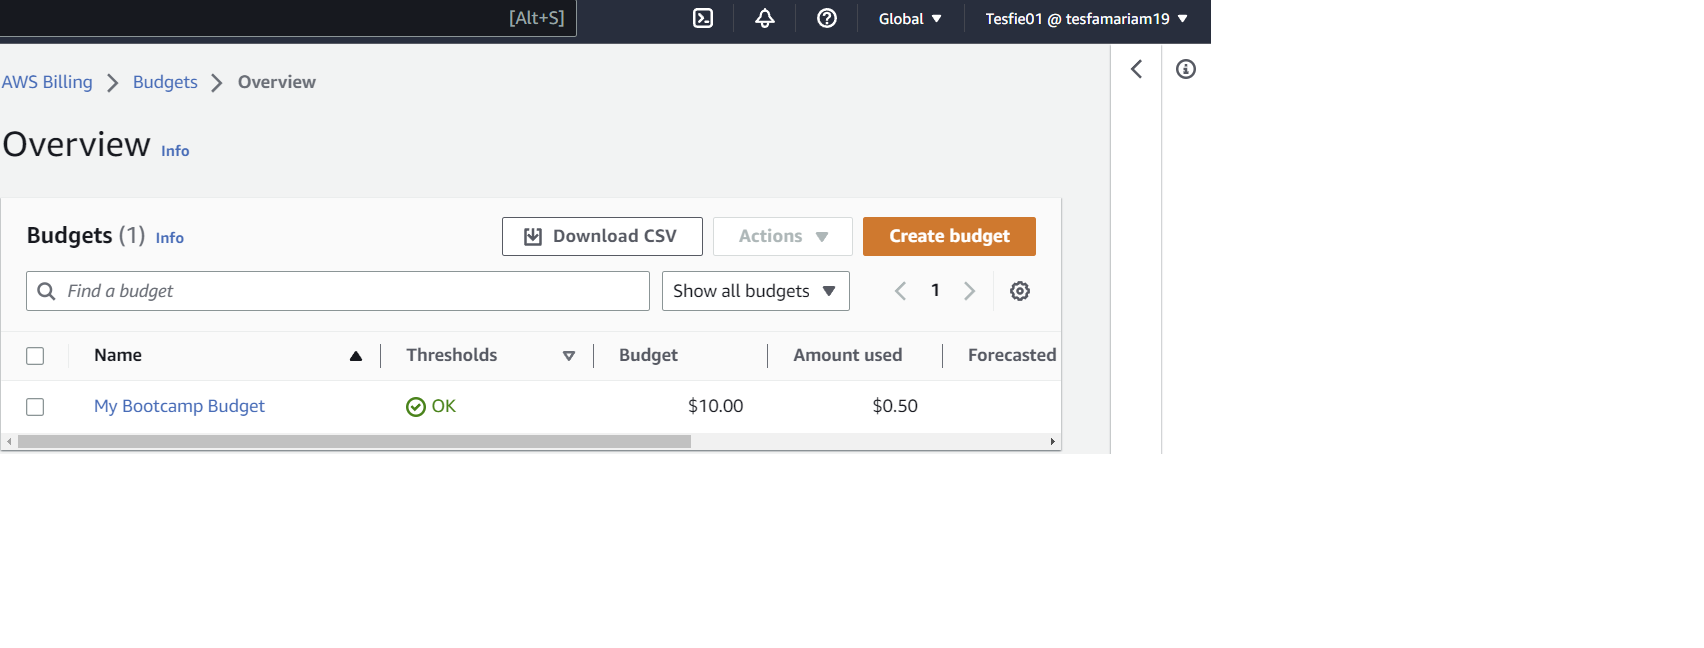 [Alt+S]
Global
Tesfie01 @ tesfamariam19
AWS Billing > Budgets > Overview
Overview Info
Budgets (1) Info
Download CSV
Actions
Create budget
Find a budget
Show all budgets
1
Name Thresholds Budget Amount used Forecasted
My Bootcamp Budget OK $10.00 $0.50